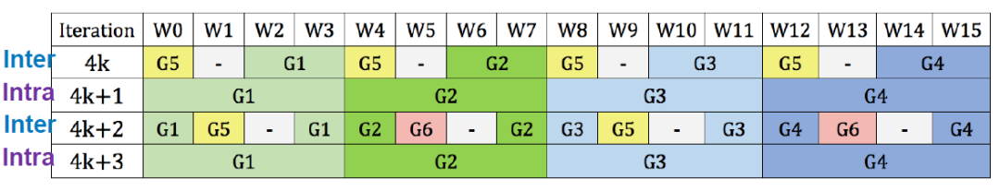 Iteration W0 W1 W2 W3 W4 W5 W6 W7 W8 W9 W10 W11 W12 W13 W14 W15
Inter 4k G5 - G1 G5 - G2 G5 - G3 G5 - G4
Intra 4k+1 G1 G2 G3 G4
Inter 4k+2 G1 G5 - G1 G2 G6 - G2 G3 G5 - G3 G4 G6 - G4
Intra 4k+3 G1 G2 G3 G4